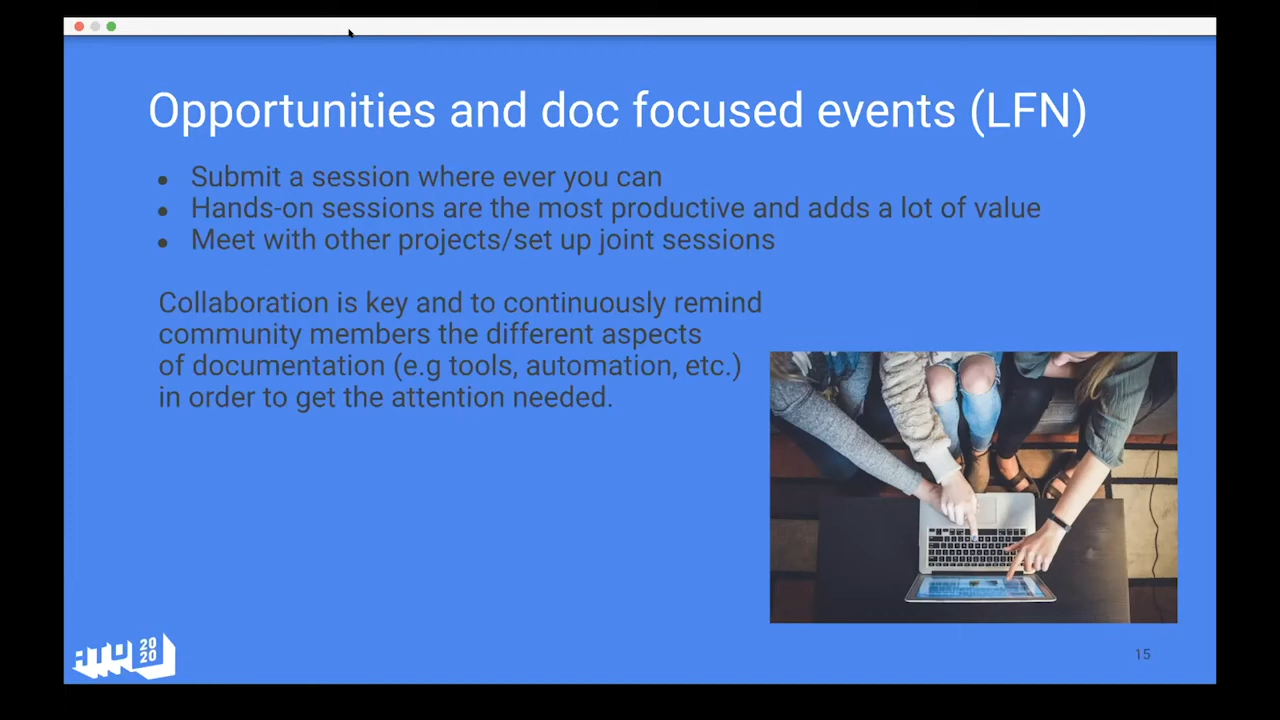 Opportunities and doc focused events (LFN)
● Submit a session where ever you can
● Hands-on sessions are the most productive and adds a lot of value
● Meet with other projects/set up joint sessions
Collaboration is key and to continuously remind
community members the different aspects
of documentation (e.g tools, automation, etc.)
in order to get the attention needed.
ATO 2020
15